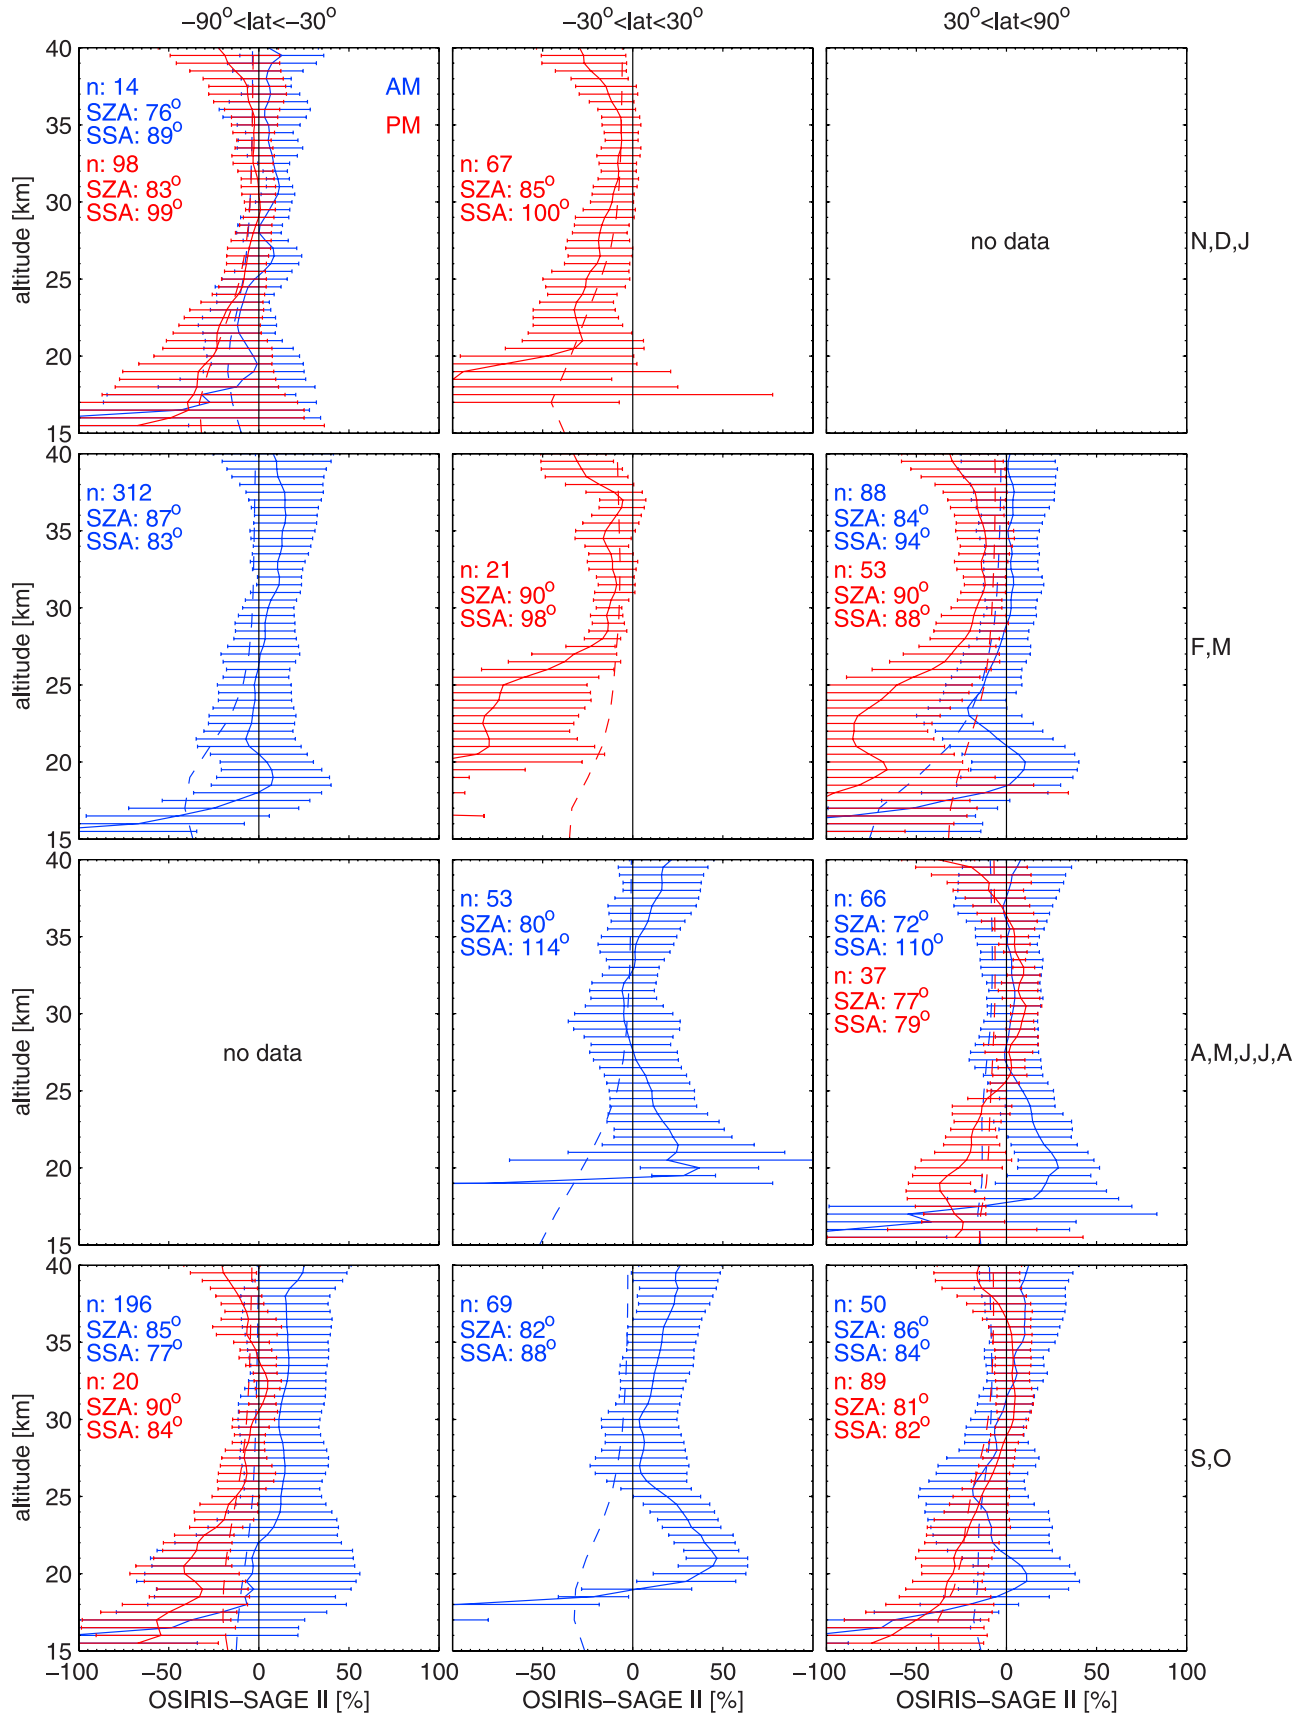 −90°<lat<−30°
−30°<lat<30°
30°<lat<90°
40
35
30
25
20
15
altitude [km]
n: 14
SZA: 76°
SSA: 89°
n: 98
SZA: 83°
SSA: 99°
AM
PM
n: 67
SZA: 85°
SSA: 100°
no data
N,D,J
40
35
30
25
20
15
altitude [km]
n: 312
SZA: 87°
SSA: 83°
n: 21
SZA: 90°
SSA: 98°
n: 88
SZA: 84°
SSA: 94°
n: 53
SZA: 90°
SSA: 88°
F,M
40
35
30
25
20
15
altitude [km]
no data
n: 53
SZA: 80°
SSA: 114°
n: 66
SZA: 72°
SSA: 110°
n: 37
SZA: 77°
SSA: 79°
A,M,J,J,A
40
35
30
25
20
15
altitude [km]
n: 196
SZA: 85°
SSA: 77°
n: 20
SZA: 90°
SSA: 84°
n: 69
SZA: 82°
SSA: 88°
n: 50
SZA: 86°
SSA: 84°
n: 89
SZA: 81°
SSA: 82°
S,O
−100 −50 0 50 100
−50 0 50
−100 −50 0 50 100
OSIRIS−SAGE II [%]
OSIRIS−SAGE II [%]
OSIRIS−SAGE II [%]